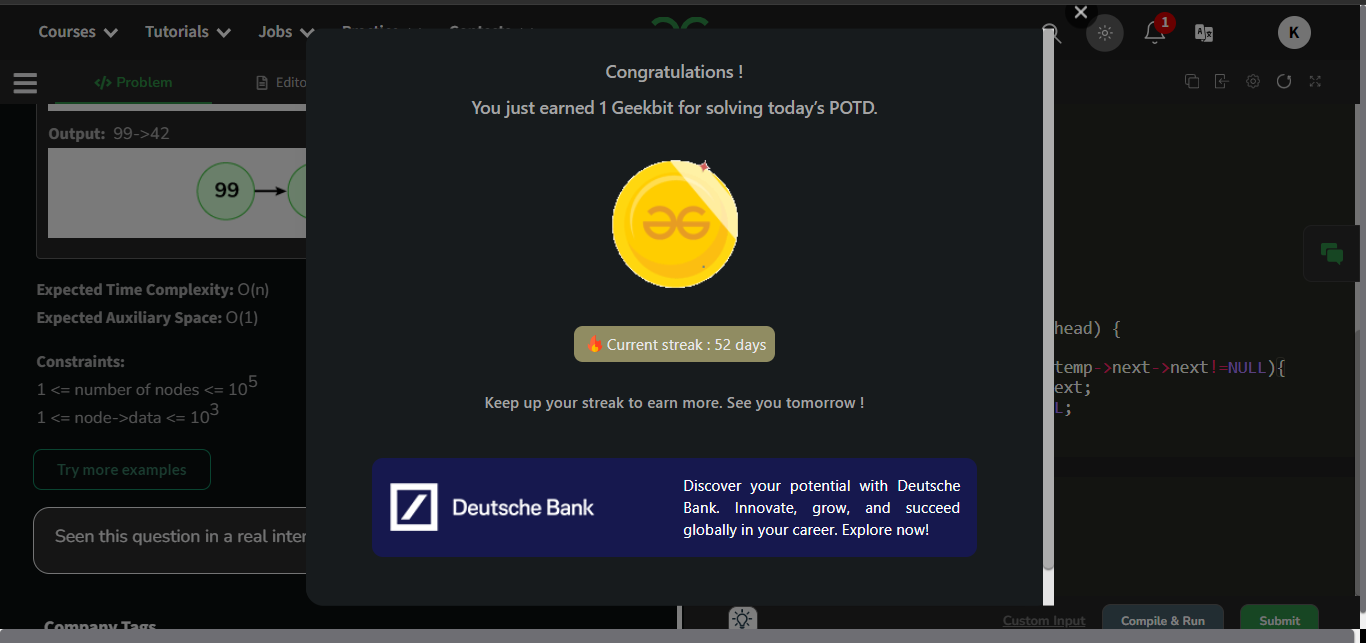 Courses
Tutorials
Jobs
1
K
</> Problem
Output: 99->42
99
Expected Time Complexity: O(n)
Expected Auxiliary Space: O(1)
Constraints:
1 <= number of nodes <= 10^5
1 <= node->data <= 10^3
Try more examples
Seen this question in a real
Company Tags
Congratulations !
You just earned 1 Geekbit for solving today’s POTD.
Current streak : 52 days
Keep up your streak to earn more. See you tomorrow !
Deutsche Bank
Discover your potential with Deutsche
Bank. Innovate, grow, and succeed
globally in your career. Explore now!
head) {
temp->next->next!=NULL){
ext;
L;
Custom Input
Compile & Run
Submit